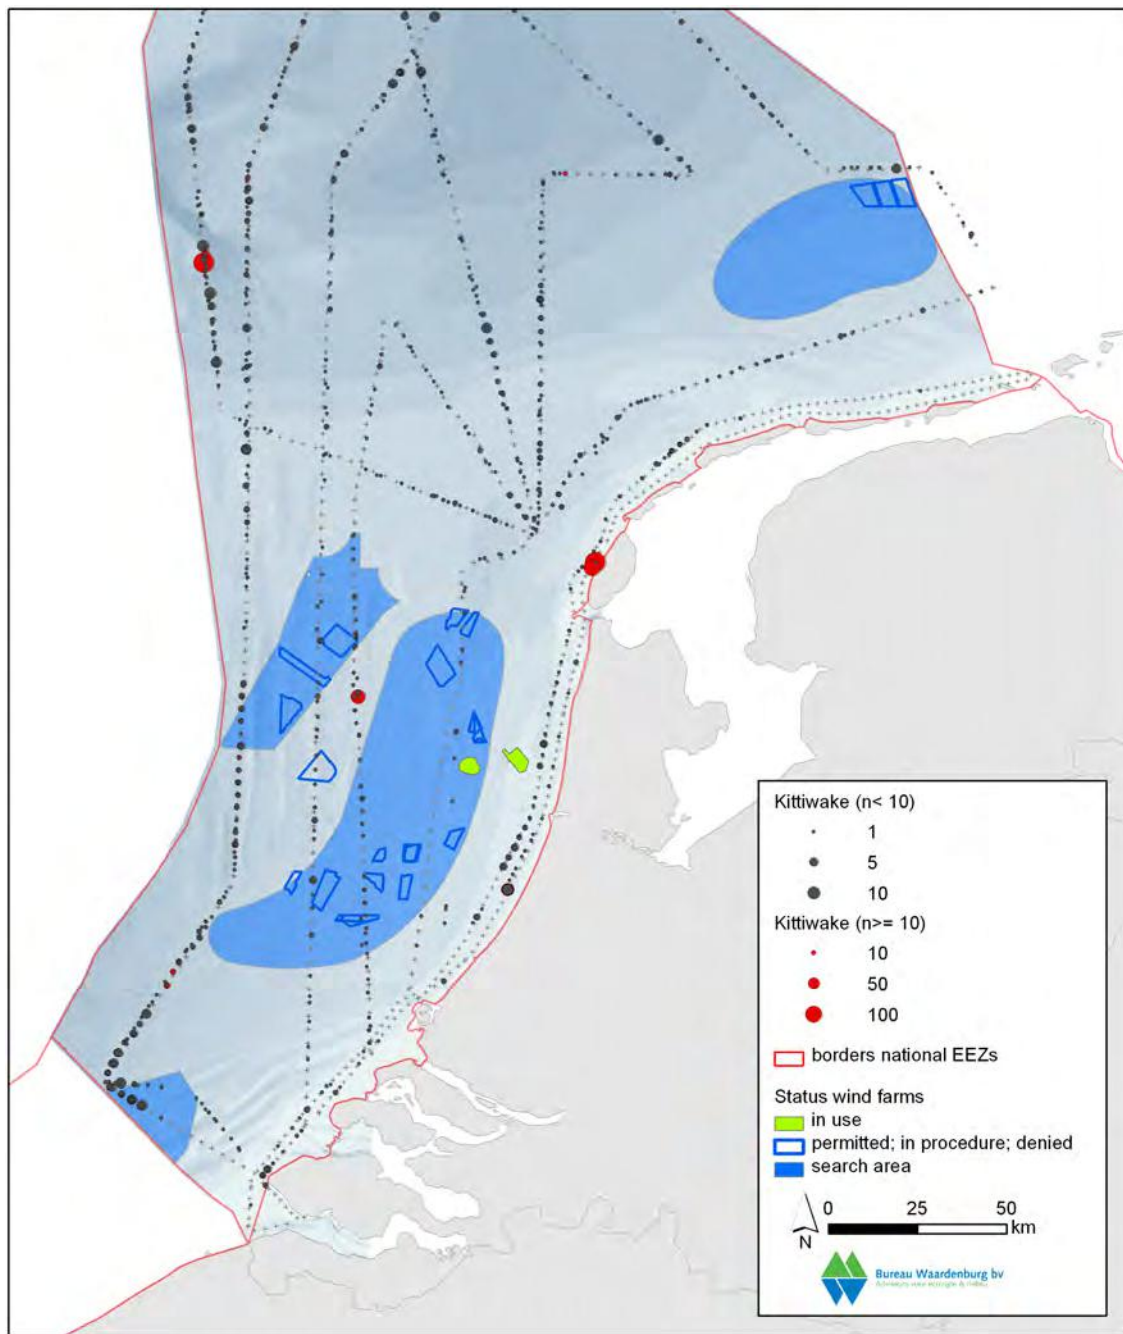 Kittiwake (n< 10)
1
5
10
Kittiwake (n>= 10)
10
50
100
borders national EEZs
Status wind farms
in use
permitted; in procedure; denied
search area
0 25 50
km
N
Bureau Waardenburg bv